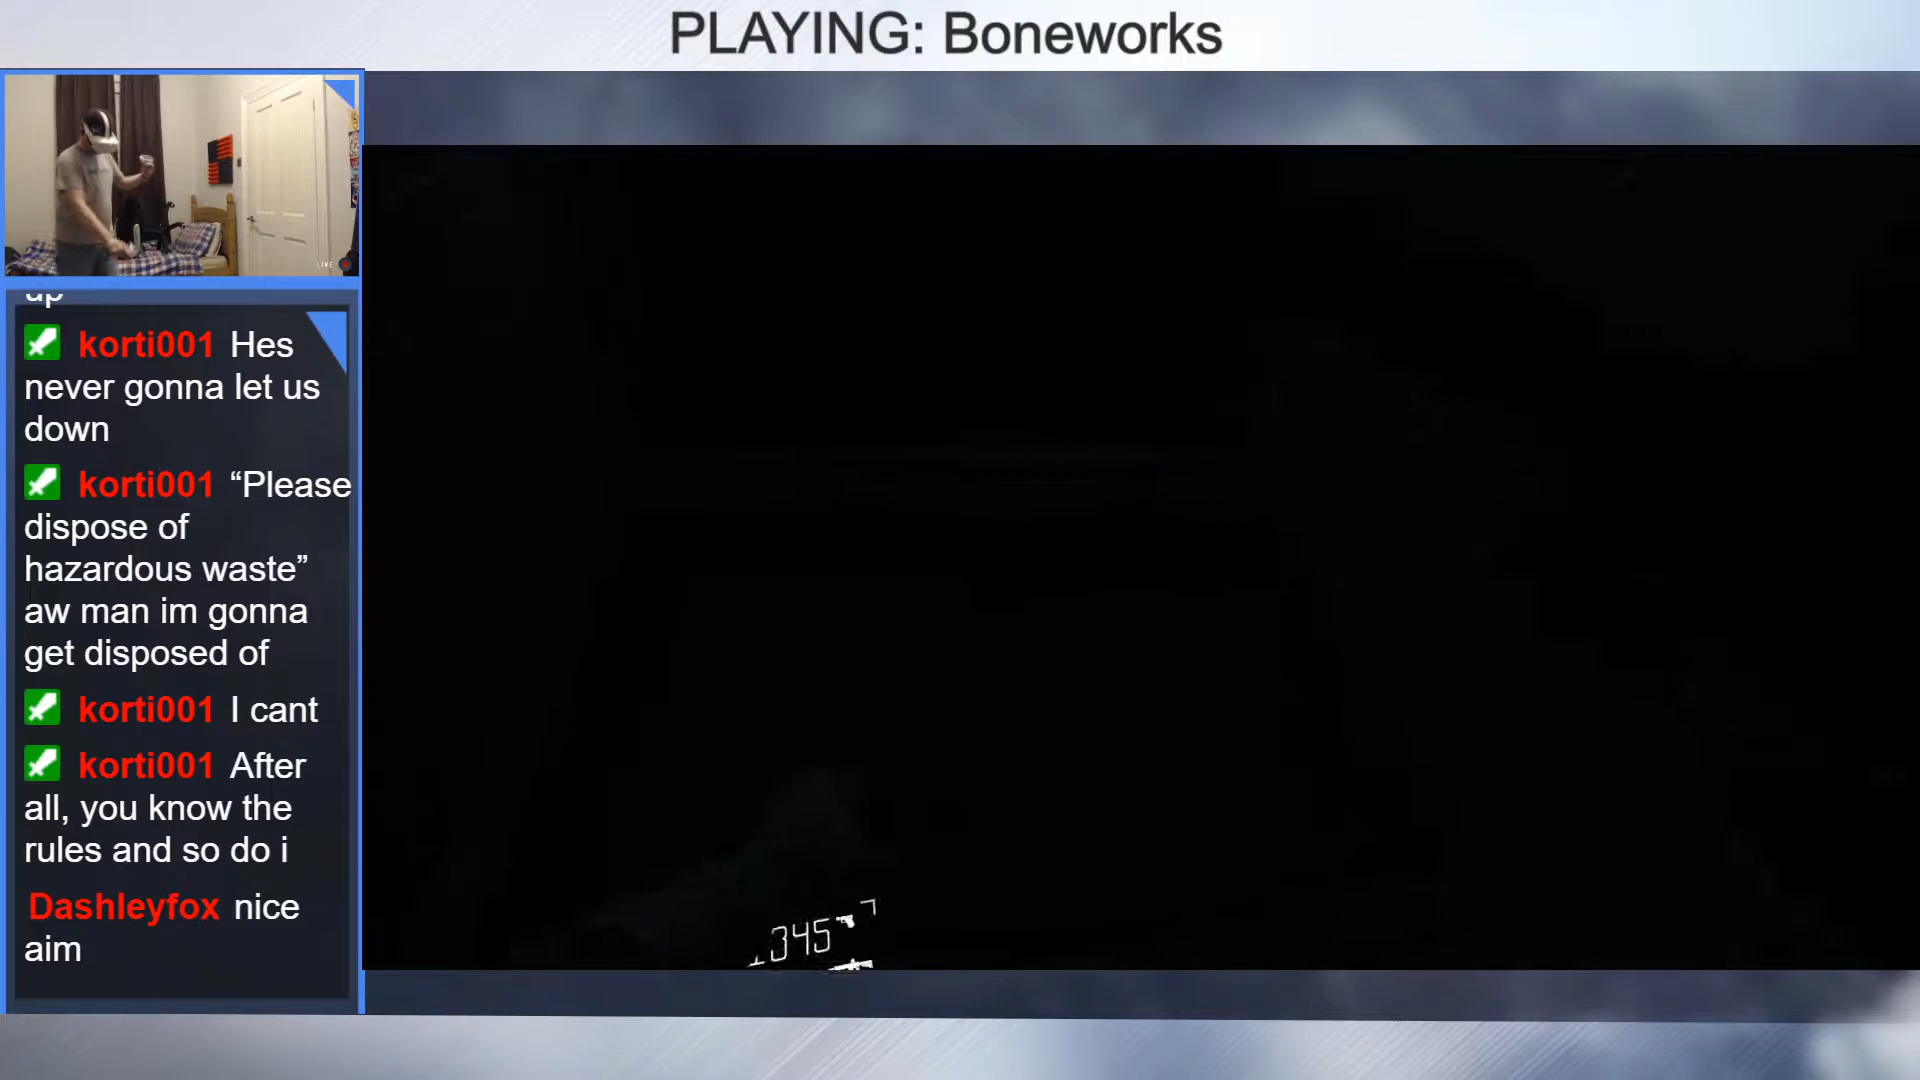 PLAYING: Boneworks
LIVE
up
korti001 Hes
never gonna let us
down
korti001 “Please
dispose of
hazardous waste”
aw man im gonna
get disposed of
korti001 I cant
korti001 After
all, you know the
rules and so do i
Dashleyfox nice
aim
345